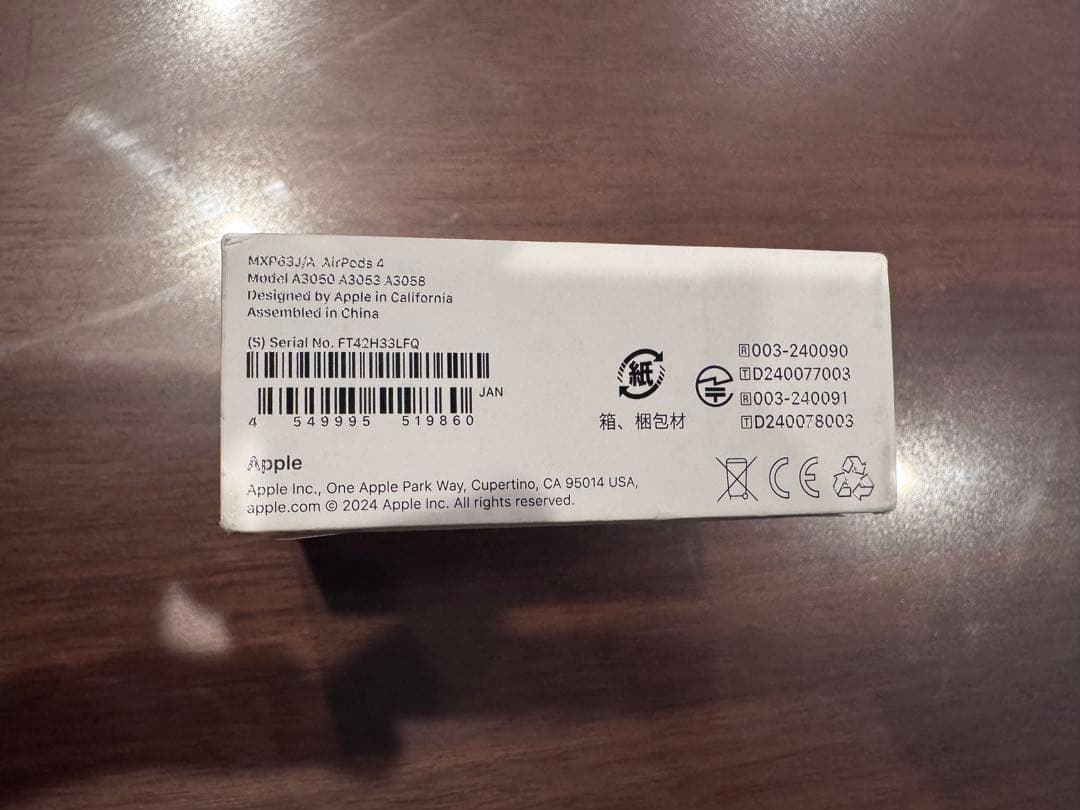 MXP63J/A AirPods 4
Model A3050 A3053 A3058
Designed by Apple in California
Assembled in China
(S) Serial No. FT42H33LFQ
JAN
4 549995 519860
紙
箱、梱包材
R003-240090
TD240077003
R003-240091
TD240078003
Apple
Apple Inc., One Apple Park Way, Cupertino, CA 95014 USA,
apple.com © 2024 Apple Inc. All rights reserved.
CE